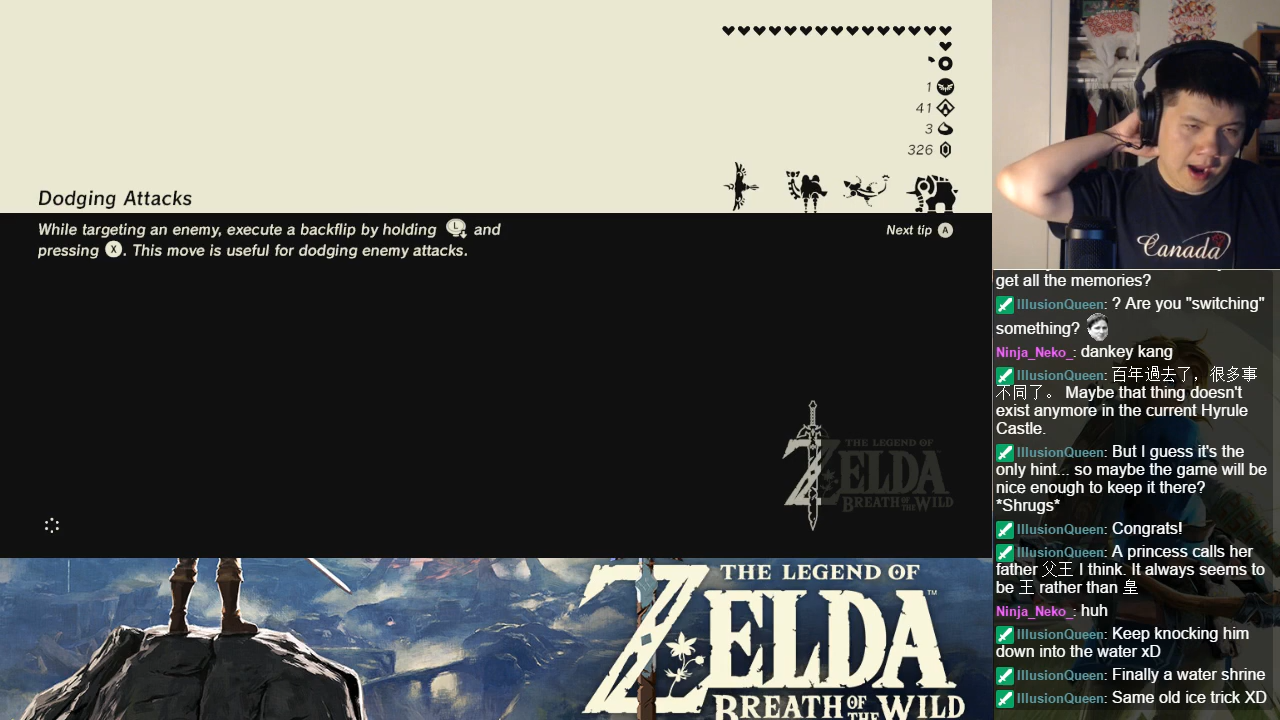 1
41
3
326
Dodging Attacks
While targeting an enemy, execute a backflip by holding L and
pressing X. This move is useful for dodging enemy attacks.
Next tip A
THE LEGEND OF
ZELDA
BREATH OF THE WILD
THE LEGEND OF
ZELDA™
BREATH OF THE WILD
Canada
get all the memories?
IllusionQueen: ? Are you "switching"
something?
Ninja_Neko_: dankey kang
IllusionQueen: 百年過去了，很多事
不同了。 Maybe that thing doesn't
exist anymore in the current Hyrule
Castle.
IllusionQueen: But I guess it's the
only hint... so maybe the game will be
nice enough to keep it there?
*Shrugs*
IllusionQueen: Congrats!
IllusionQueen: A princess calls her
father 父王 I think. It always seems to
be 王 rather than 皇
Ninja_Neko_: huh
IllusionQueen: Keep knocking him
down into the water xD
IllusionQueen: Finally a water shrine
IllusionQueen: Same old ice trick XD